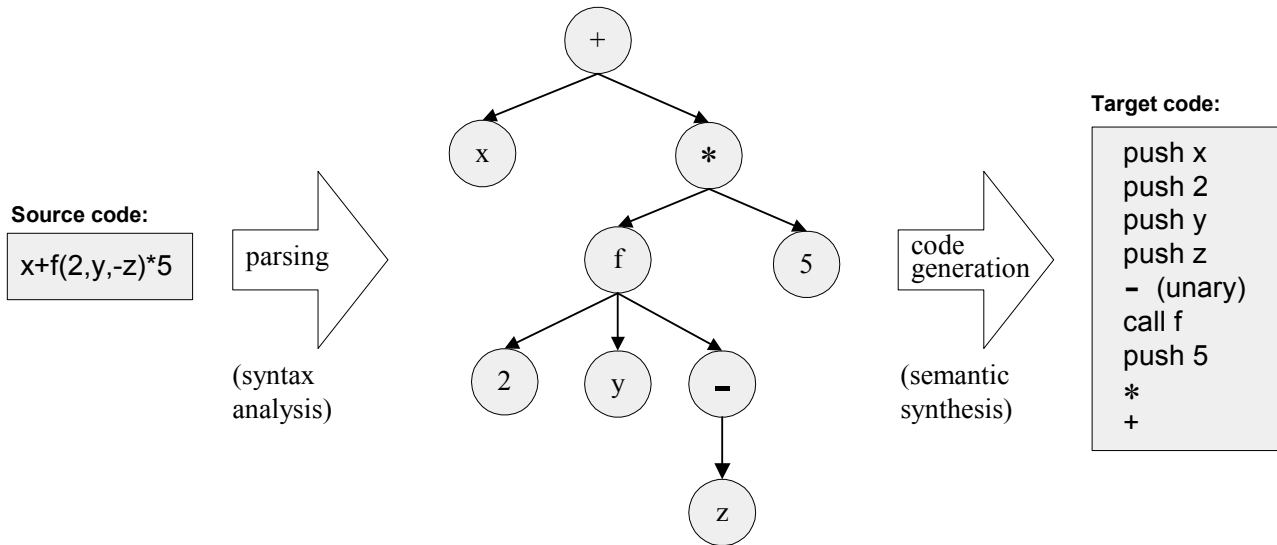 Source code:
x+f(2,y,-z)*5
parsing
(syntax
analysis)
+
x
*
f
5
2
y
-
z
code
generation
(semantic
synthesis)
Target code:
push x
push 2
push y
push z
- (unary)
call f
push 5
*
+